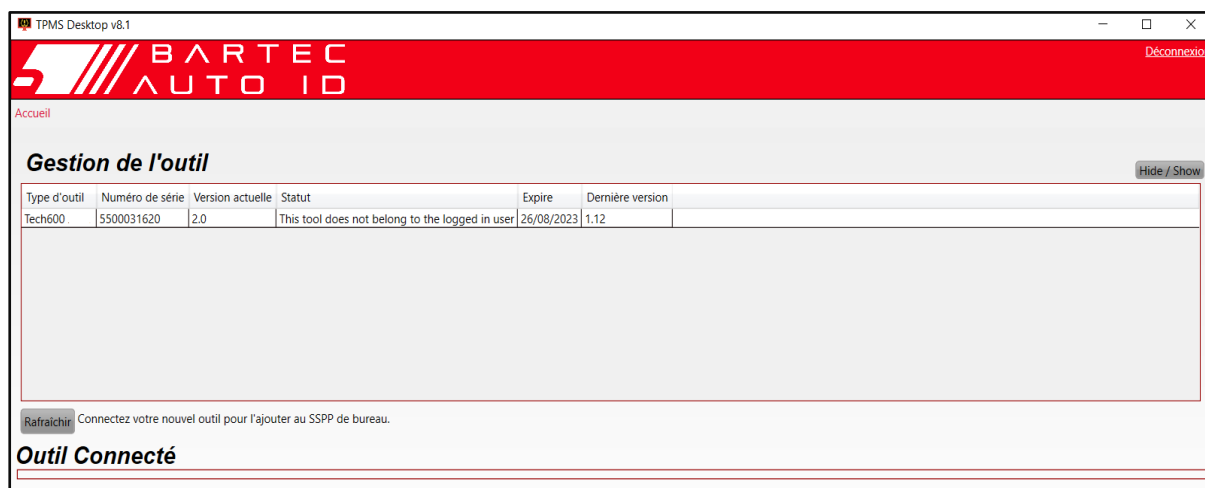 TPMS Desktop v8.1
BARTEC
AUTO ID
Déconnexio
Accueil
Gestion de l'outil
Hide / Show
Type d'outil Numéro de série Version actuelle Statut Expire Dernière version
Tech600 5500031620 2.0 This tool does not belong to the logged in user 26/08/2023 1.12
Rafraîchir Connectez votre nouvel outil pour l'ajouter au SSPP de bureau.
Outil Connecté